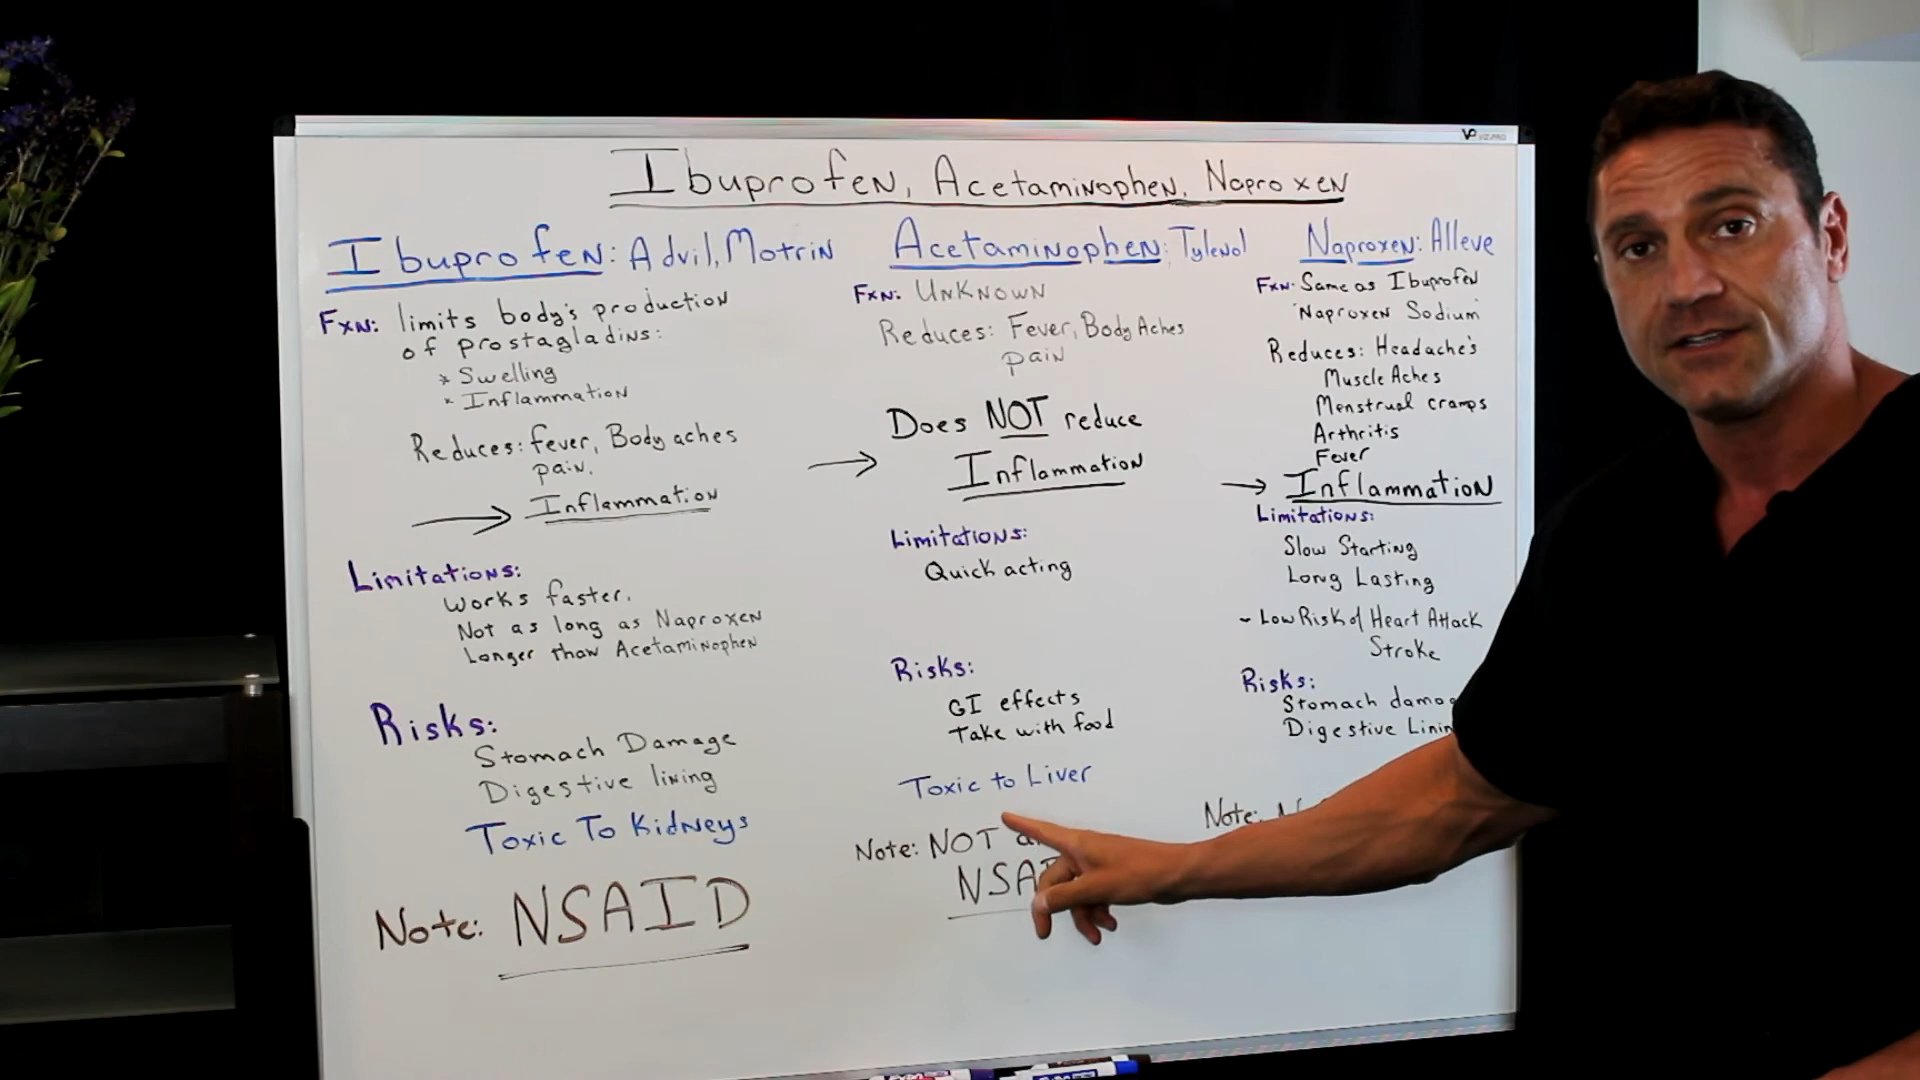 VIZ-PRO
Ibuprofen, Acetaminophen, Naproxen
Ibuprofen: Advil, Motrin
Fxn: limits body's production
of prostagladins:
* Swelling
* Inflammation
Reduces: fever, Body aches
pain.
→ Inflammation
Limitations:
Works faster.
Not as long as Naproxen
Longer than Acetaminophen
Risks:
Stomach Damage
Digestive lining
Toxic To Kidneys
Note: NSAID
Acetaminophen: Tylenol
Fxn: Unknown
Reduces: Fever, Body Aches
pain
Does NOT reduce
→ Inflammation
Limitations:
Quick acting
Risks:
GI effects
Take with food
Toxic to Liver
Note: NOT
NSA
Naproxen: Alleve
Fxn: Same as Ibuprofen
"Naproxen Sodium"
Reduces: Headache's
Muscle Aches
Menstrual cramps
Arthritis
Fever
→ Inflammation
Limitations:
Slow Starting
Long Lasting
- Low Risk of Heart Attack
Stroke
Risks:
Stomach damag
Digestive Linin
Note: